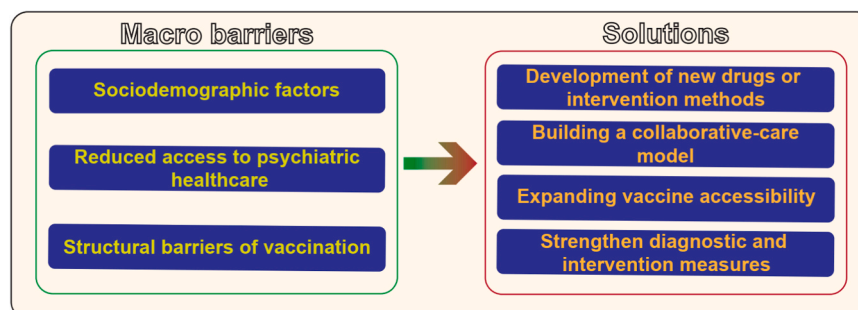 Macro barriers
Sociodemographic factors
Reduced access to psychiatric
healthcare
Structural barriers of vaccination
Solutions
Development of new drugs or
intervention methods
Building a collaborative-care
model
Expanding vaccine accessibility
Strengthen diagnostic and
intervention measures